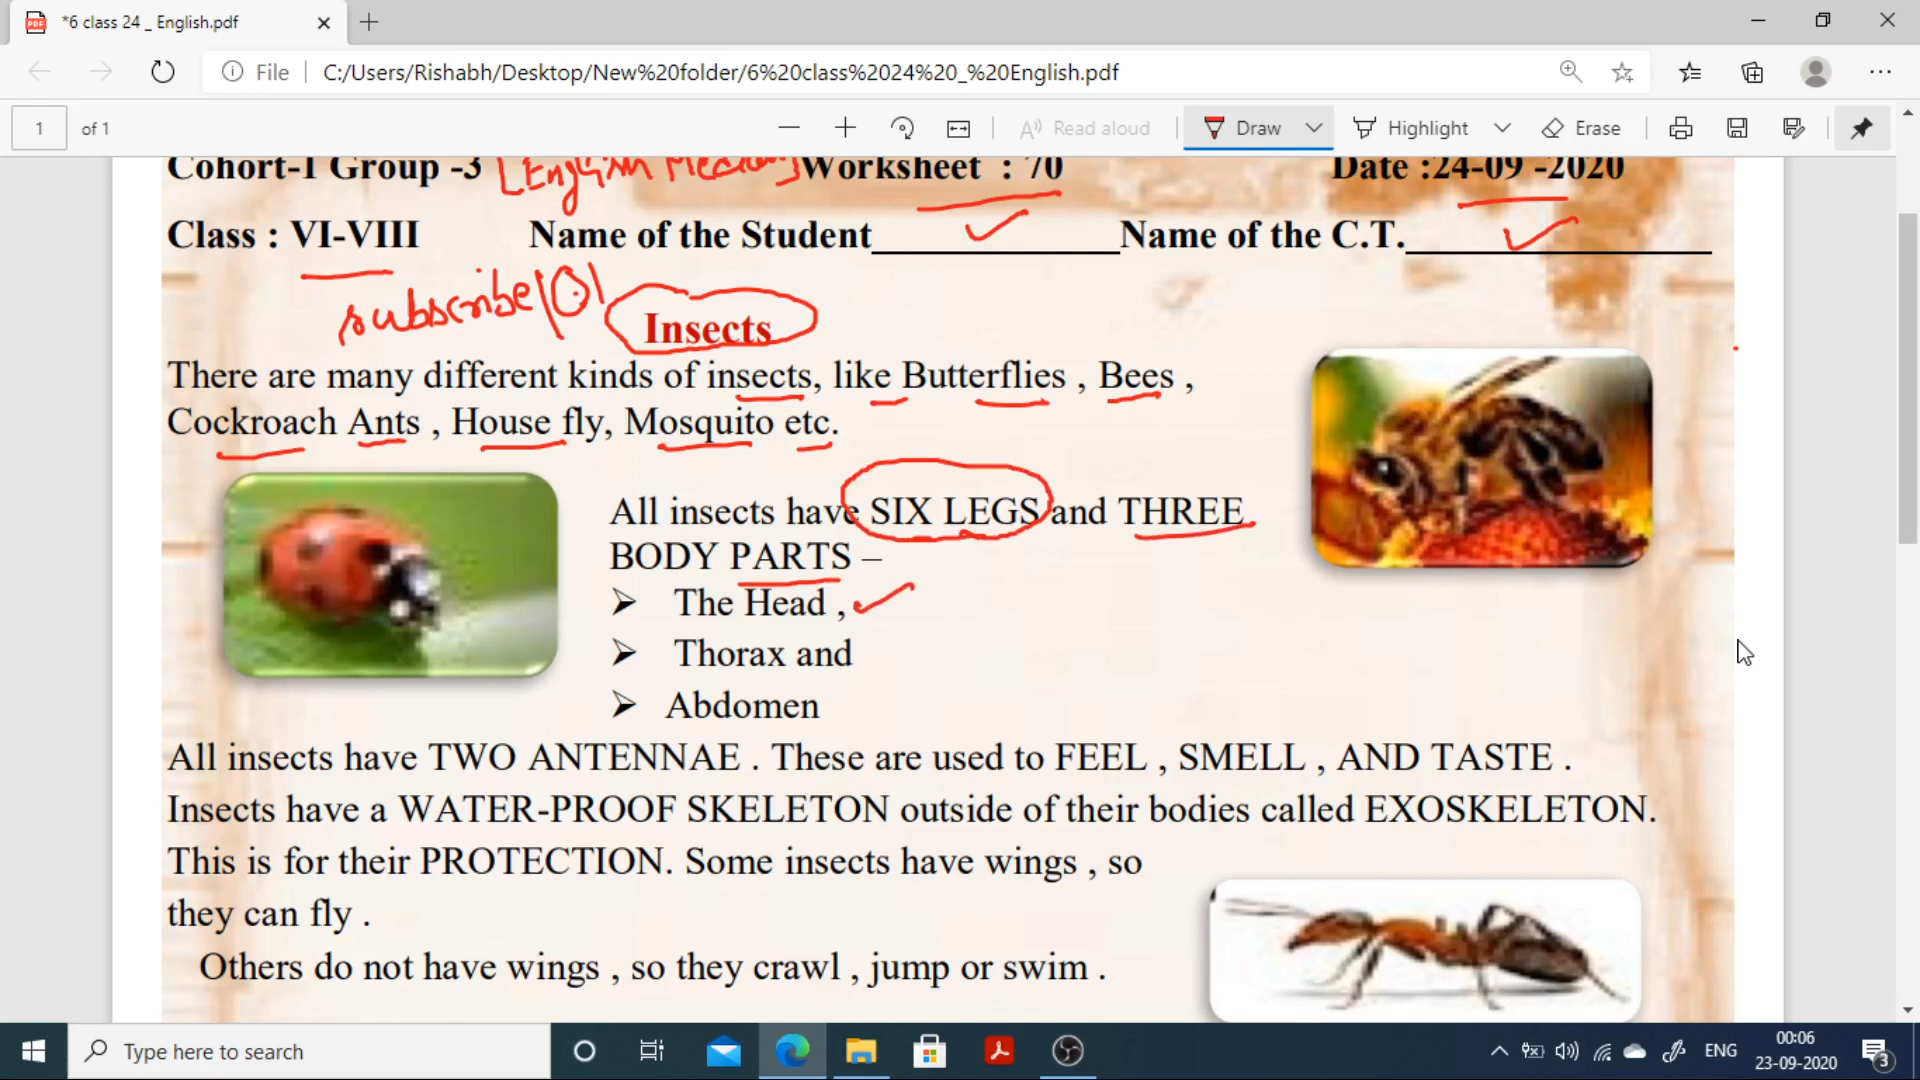 *6 class 24 _ English.pdf
File C:/Users/Rishabh/Desktop/New%20folder/6%20class%2024%20_%20English.pdf
1 of 1 Read aloud Draw Highlight Erase
Cohort-1 Group -3 [English Medium] Worksheet : 70 Date :24-09 -2020
Class : VI-VIII Name of the Student____________ Name of the C.T._______________
subscribe
Insects
There are many different kinds of insects, like Butterflies , Bees ,
Cockroach Ants , House fly, Mosquito etc.
All insects have SIX LEGS and THREE
BODY PARTS –
➢ The Head ,
➢ Thorax and
➢ Abdomen
All insects have TWO ANTENNAE . These are used to FEEL , SMELL , AND TASTE .
Insects have a WATER-PROOF SKELETON outside of their bodies called EXOSKELETON.
This is for their PROTECTION. Some insects have wings , so
they can fly .
Others do not have wings , so they crawl , jump or swim .
Type here to search
ENG
00:06
23-09-2020
3